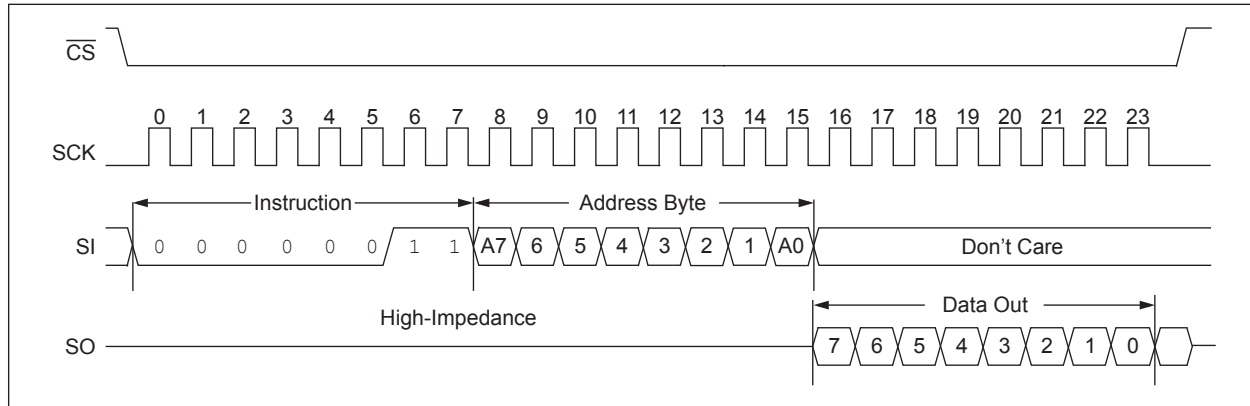 CS
0 1 2 3 4 5 6 7 8 9 10 11 12 13 14 15 16 17 18 19 20 21 22 23
SCK
Instruction Address Byte
SI 0 0 0 0 0 0 1 1 A7 6 5 4 3 2 1 A0 Don't Care
Data Out
High-Impedance
SO 7 6 5 4 3 2 1 0